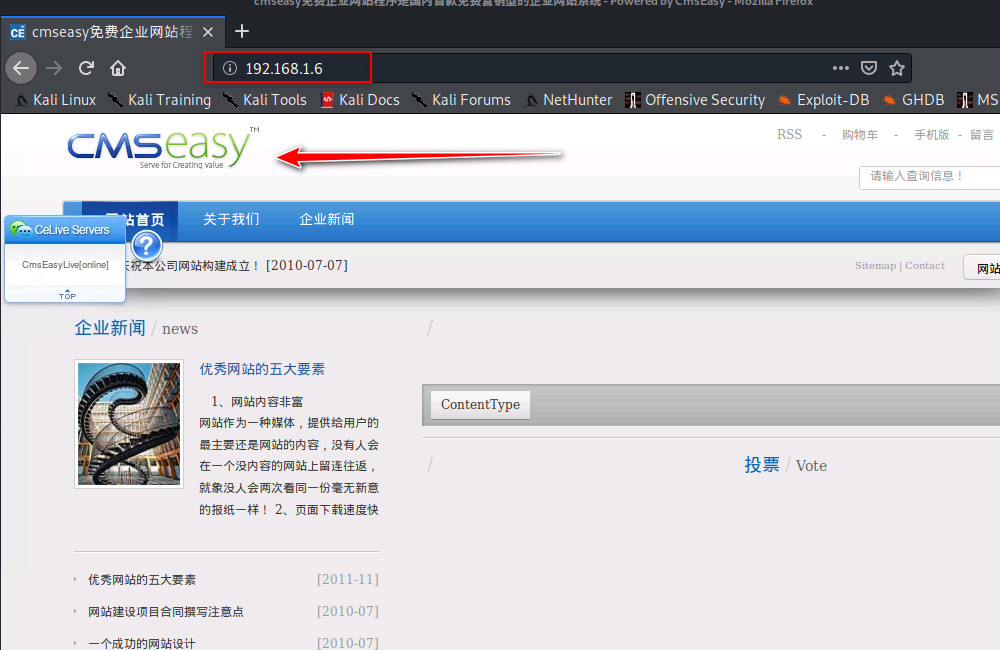 cmseasy免费企业网站程序是国内首款免费营销型的企业网站系统 - Powered by CmsEasy - Mozilla Firefox
CE cmseasy免费企业网站程
192.168.1.6
Kali Linux Kali Training Kali Tools Kali Docs Kali Forums NetHunter Offensive Security Exploit-DB GHDB MS
CMSeasy™
Serve for Creating value
RSS - 购物车 - 手机版 - 留言
请输入查询信息！
网站首页 关于我们 企业新闻
CeLive Servers
?
CmsEasyLive[online]
TOP
庆祝本公司网站构建成立！ [2010-07-07]
Sitemap | Contact
网站
企业新闻 / news
/
优秀网站的五大要素
1、网站内容非富
网站作为一种媒体，提供给用户的
最主要还是网站的内容，没有人会
在一个没内容的网站上留连往返，
就象没人会两次看同一份毫无新意
的报纸一样！ 2、页面下载速度快
ContentType
/
投票 / Vote
优秀网站的五大要素 [2011-11]
网站建设项目合同撰写注意点 [2010-07]
一个成功的网站设计 [2010-07]